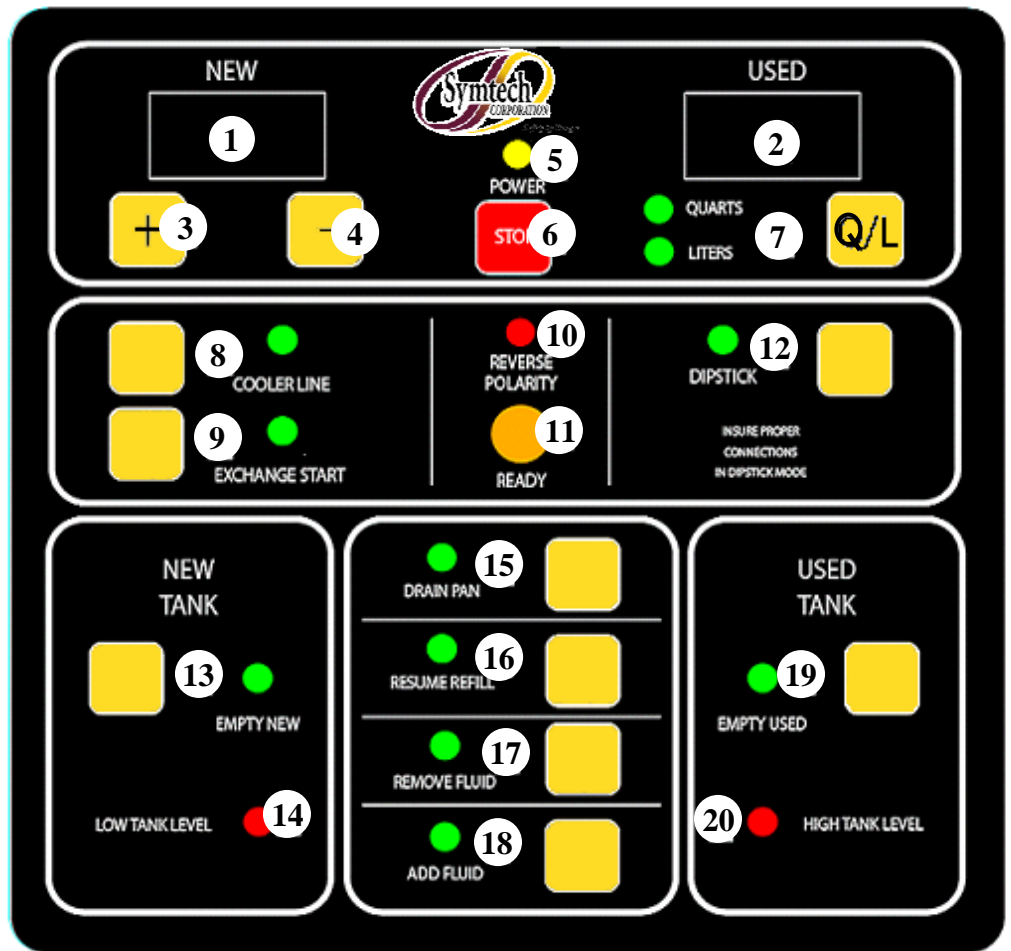 NEW
Symtech
CORPORATION
USED
1
2
5
POWER
+ 3
- 4
STO 6
QUARTS
LITERS
7
Q/L
8
COOLER LINE
9
EXCHANGE START
10
REVERSE
POLARITY
11
READY
12
DIPSTICK
INSURE PROPER
CONNECTIONS
IN DIPSTICK MODE
NEW
TANK
13
EMPTY NEW
LOW TANK LEVEL
14
15
DRAIN PAN
16
RESUME REFILL
17
REMOVE FLUID
18
ADD FLUID
USED
TANK
19
EMPTY USED
20
HIGH TANK LEVEL